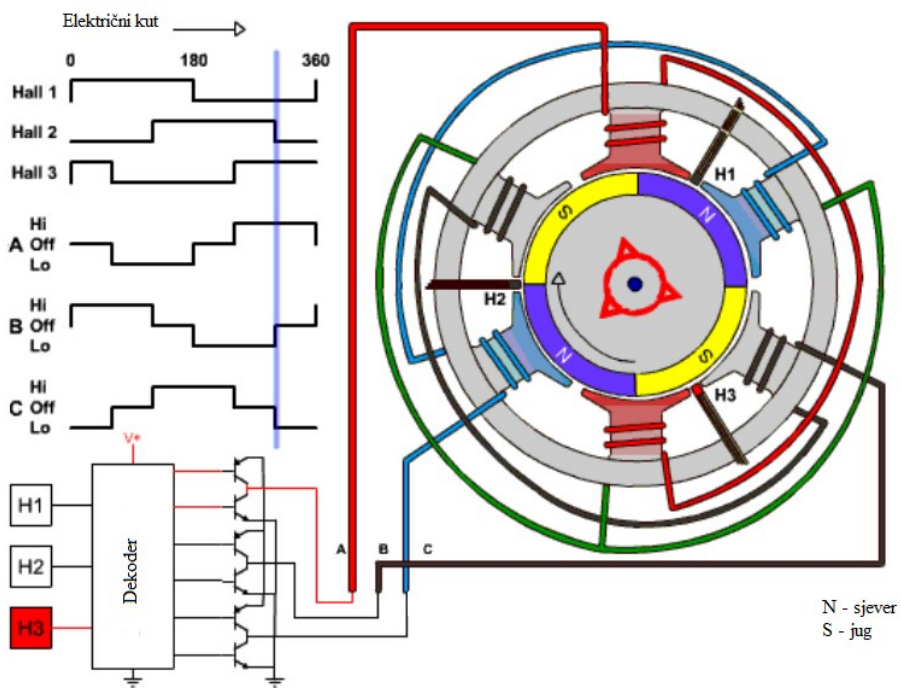 Električni kut
0 180 360
Hall 1
Hall 2
Hall 3
Hi
A Off
Lo
Hi
B Off
Lo
Hi
C Off
Lo
V+
H1
H2
H3
Dekoder
A B C
H1
H2
H3
S
N
N
S
N - sjever
S - jug